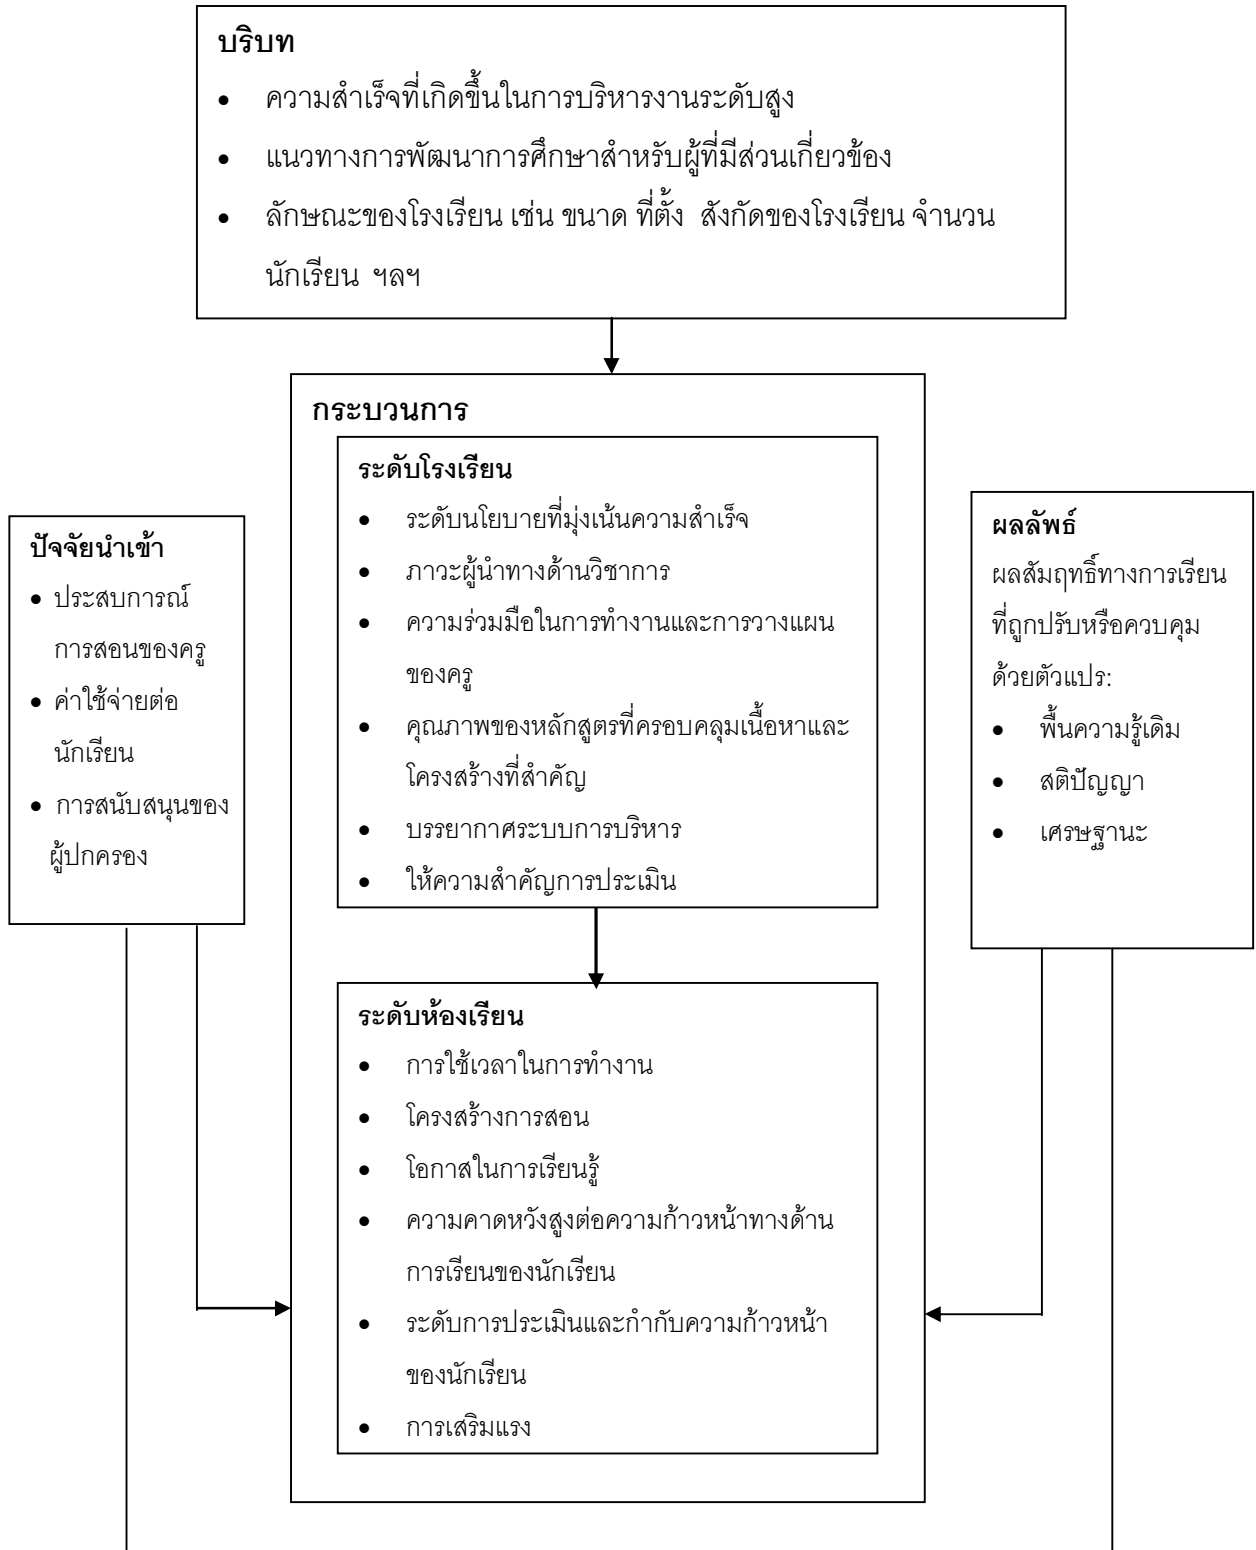 บริบท
• ความสำเร็จที่เกิดขึ้นในการบริหารงานระดับสูง
• แนวทางการพัฒนาการศึกษาสำหรับผู้ที่มีส่วนเกี่ยวข้อง
• ลักษณะของโรงเรียน เช่น ขนาด ที่ตั้ง สังกัดของโรงเรียน จำนวน
นักเรียน ฯลฯ
กระบวนการ
ระดับโรงเรียน
• ระดับนโยบายที่มุ่งเน้นความสำเร็จ
• ภาวะผู้นำทางด้านวิชาการ
• ความร่วมมือในการทำงานและการวางแผน
ของครู
• คุณภาพของหลักสูตรที่ครอบคลุมเนื้อหาและ
โครงสร้างที่สำคัญ
• บรรยากาศระบบการบริหาร
• ให้ความสำคัญการประเมิน
ปัจจัยนำเข้า
• ประสบการณ์
การสอนของครู
• ค่าใช้จ่ายต่อ
นักเรียน
• การสนับสนุนของ
ผู้ปกครอง
ผลลัพธ์
ผลสัมฤทธิ์ทางการเรียน
ที่ถูกปรับหรือควบคุม
ด้วยตัวแปร:
• พื้นความรู้เดิม
• สติปัญญา
• เศรษฐานะ
ระดับห้องเรียน
• การใช้เวลาในการทำงาน
• โครงสร้างการสอน
• โอกาสในการเรียนรู้
• ความคาดหวังสูงต่อความก้าวหน้าทางด้าน
การเรียนของนักเรียน
• ระดับการประเมินและกำกับความก้าวหน้า
ของนักเรียน
• การเสริมแรง